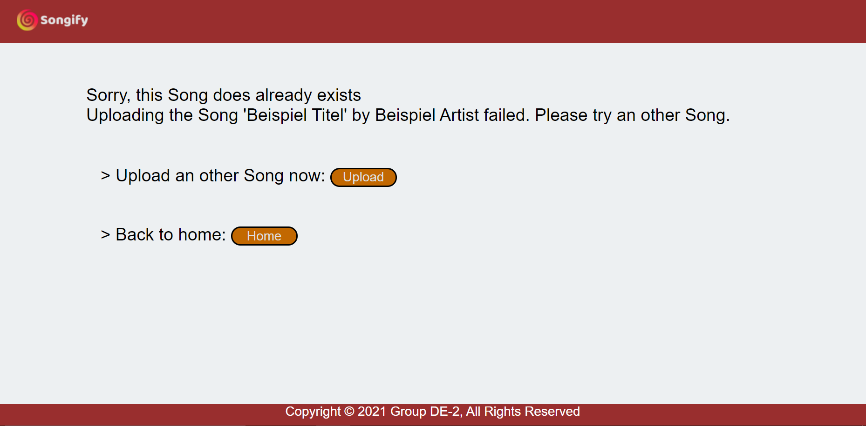 Songify
Sorry, this Song does already exists
Uploading the Song 'Beispiel Titel' by Beispiel Artist failed. Please try an other Song.
> Upload an other Song now: Upload
> Back to home: Home
Copyright © 2021 Group DE-2, All Rights Reserved